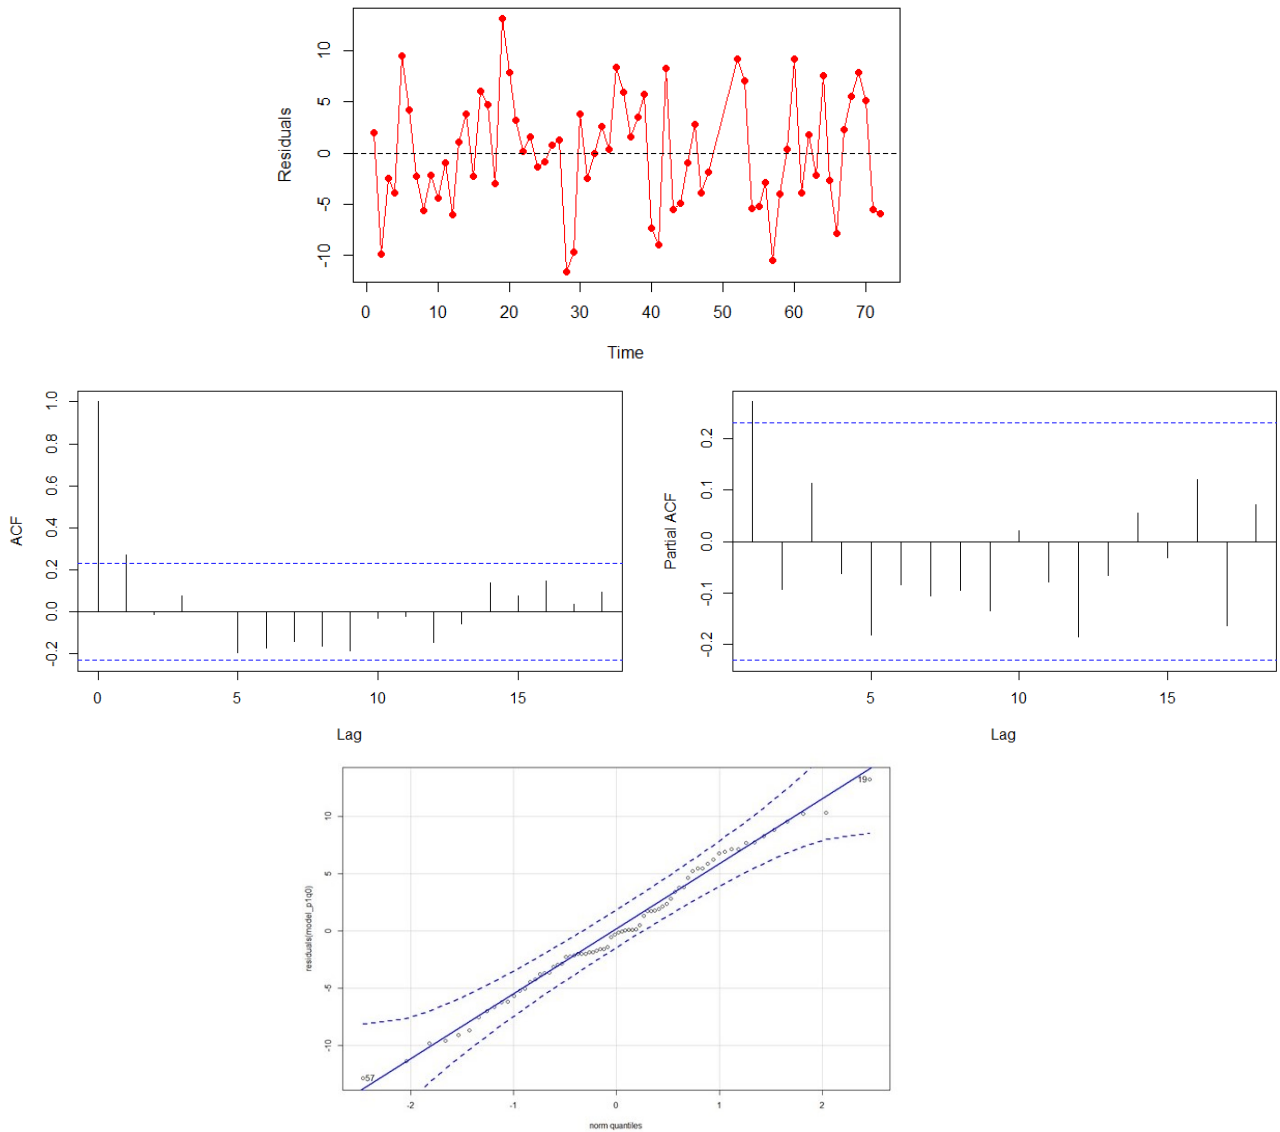 Residuals
10
5
0
-5
-10
0 10 20 30 40 50 60 70
Time
ACF
1.0
0.8
0.6
0.4
0.2
0.0
-0.2
0 5 10 15
Lag
Partial ACF
0.2
0.1
0.0
-0.1
-0.2
5 10 15
Lag
residuals(model_p1q0)
10
5
0
-5
-10
19
57
-2 -1 0 1 2
norm quantiles